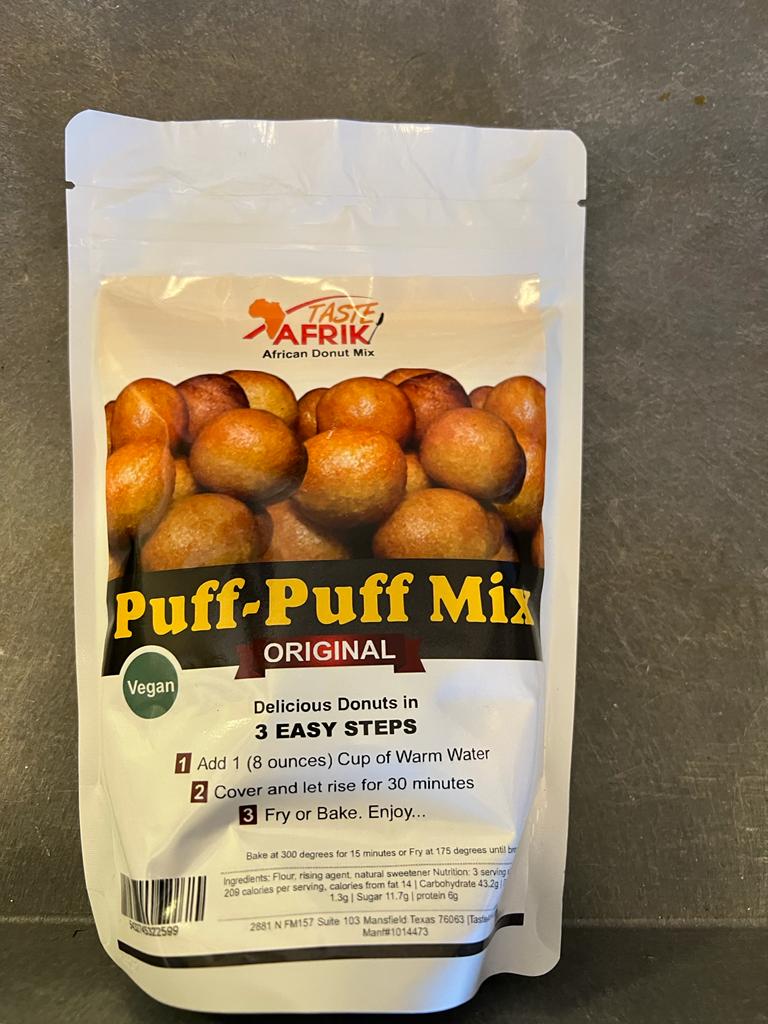 TASTE
AFRIK
African Donut Mix
Puff-Puff Mix
ORIGINAL
Vegan
Delicious Donuts in
3 EASY STEPS
1 Add 1 (8 ounces) Cup of Warm Water
2 Cover and let rise for 30 minutes
3 Fry or Bake. Enjoy...
Bake at 300 degrees for 15 minutes or Fry at 175 degrees until
Ingredients: Flour, rising agent, natural sweetener Nutrition: 3 serving
209 calories per serving, calories from fat 14 | Carbohydrate 43.2g |
1.3g | Sugar 11.7g | protein 6g
2881 N FM157 Suite 103 Mansfield Texas 76063 |
Manf#1014473